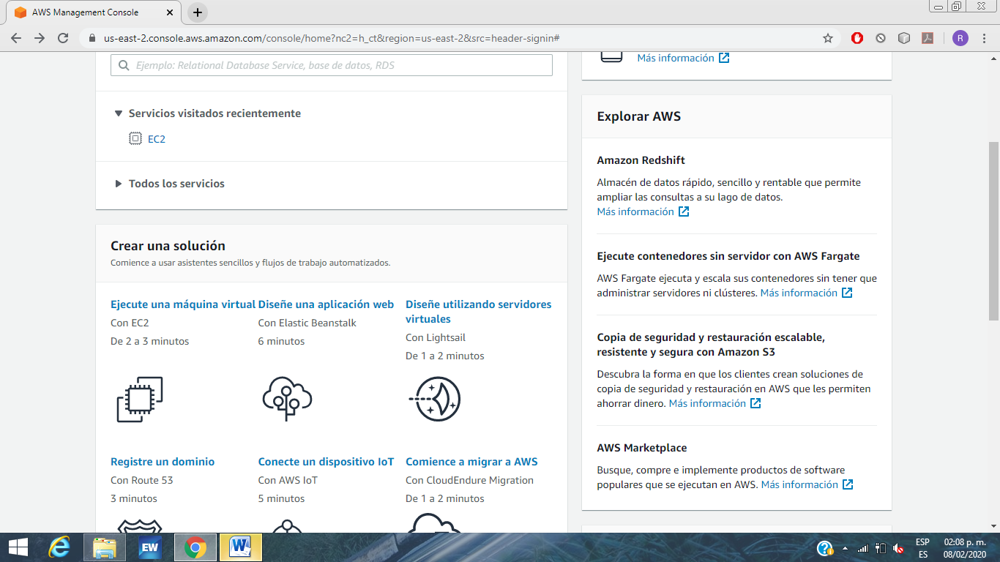 AWS Management Console
us-east-2.console.aws.amazon.com/console/home?nc2=h_ct&region=us-east-2&src=header-signin#
R
Ejemplo: Relational Database Service, base de datos, RDS
Servicios visitados recientemente
EC2
Todos los servicios
Crear una solución
Comience a usar asistentes sencillos y flujos de trabajo automatizados.
Ejecute una máquina virtual
Con EC2
De 2 a 3 minutos
Diseñe una aplicación web
Con Elastic Beanstalk
6 minutos
Diseñe utilizando servidores
virtuales
Con Lightsail
De 1 a 2 minutos
Registre un dominio
Con Route 53
3 minutos
Conecte un dispositivo IoT
Con AWS IoT
5 minutos
Comience a migrar a AWS
Con CloudEndure Migration
De 1 a 2 minutos
Más información
Explorar AWS
Amazon Redshift
Almacén de datos rápido, sencillo y rentable que permite
ampliar las consultas a su lago de datos.
Más información
Ejecute contenedores sin servidor con AWS Fargate
AWS Fargate ejecuta y escala sus contenedores sin tener que
administrar servidores ni clústeres. Más información
Copia de seguridad y restauración escalable,
resistente y segura con Amazon S3
Descubra la forma en que los clientes crean soluciones de
copia de seguridad y restauración en AWS que les permiten
ahorrar dinero. Más información
AWS Marketplace
Busque, compre e implemente productos de software
populares que se ejecutan en AWS. Más información
EW
W
ESP
ES
02:08 p. m.
08/02/2020